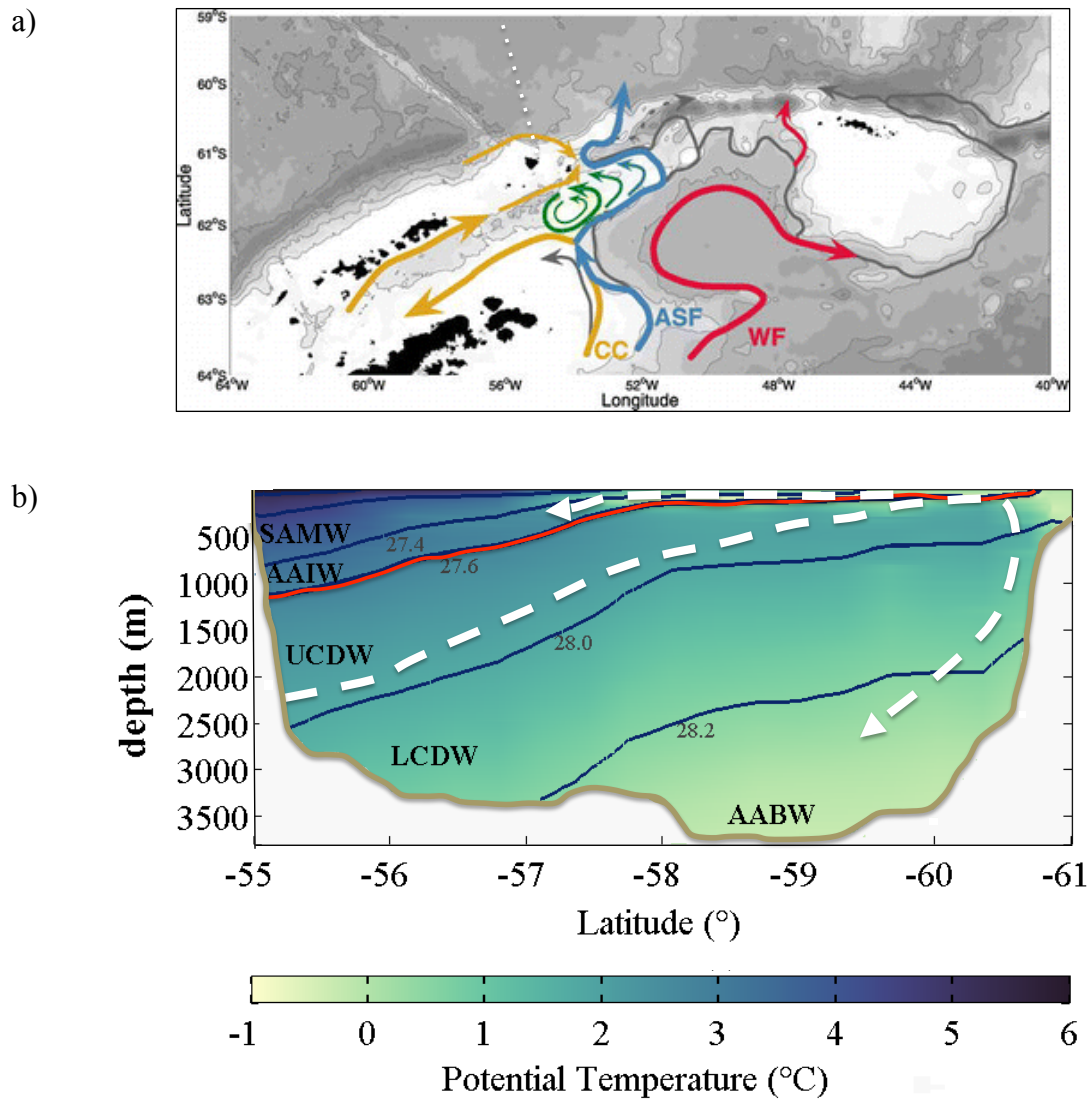 a)
59°S
60°S
61°S
62°S
63°S
64°S
Latitude
ASF
WF
CC
64°W 60°W 56°W 52°W 48°W 44°W 40°W
Longitude
b)
500
1000
1500
2000
2500
3000
3500
depth (m)
SAMW
27.4
27.6
AAIW
UCDW
28.0
28.2
LCDW
AABW
-55 -56 -57 -58 -59 -60 -61
Latitude (°)
-1 0 1 2 3 4 5 6
Potential Temperature (°C)